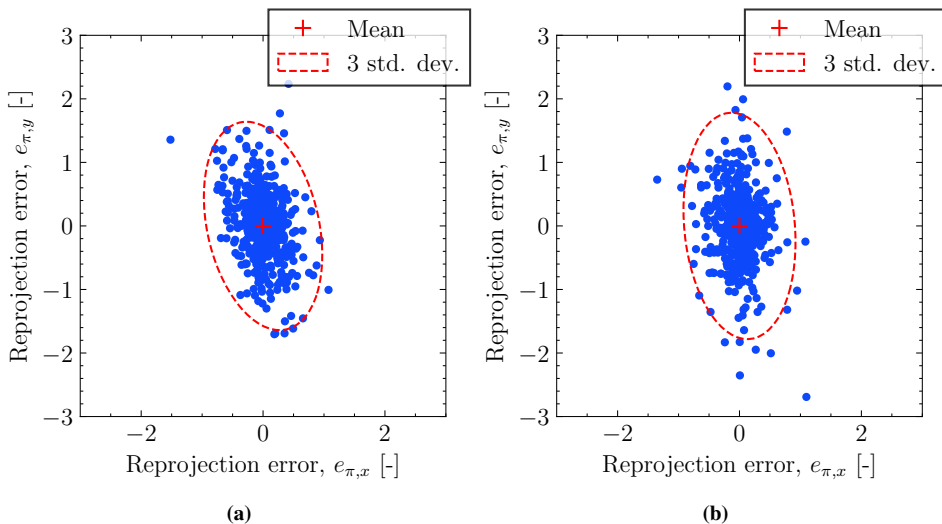 Mean
3 std. dev.
Reprojection error, e_{π,y} [-]
3
2
1
0
−1
−2
−3
−2
0
2
Reprojection error, e_{π,x} [-]
(a)
Mean
3 std. dev.
Reprojection error, e_{π,y} [-]
3
2
1
0
−1
−2
−3
−2
0
2
Reprojection error, e_{π,x} [-]
(b)